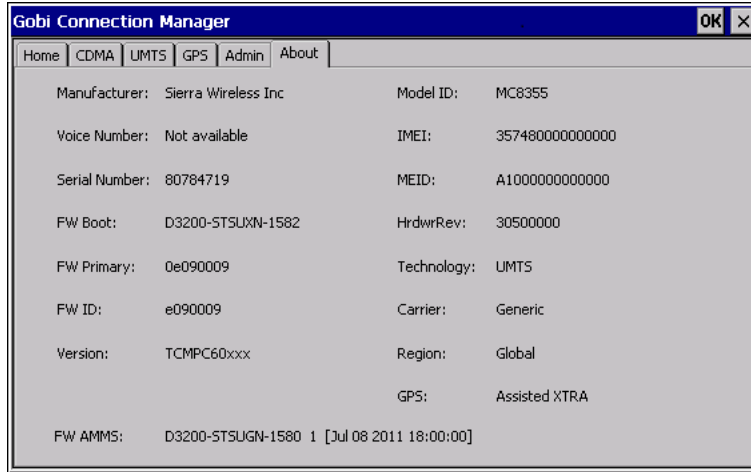 Gobi Connection Manager OK ×
Home CDMA UMTS GPS Admin About
Manufacturer: Sierra Wireless Inc Model ID: MC8355
Voice Number: Not available IMEI: 357480000000000
Serial Number: 80784719 MEID: A1000000000000
FW Boot: D3200-STSUXN-1582 HrdwrRev: 30500000
FW Primary: 0e090009 Technology: UMTS
FW ID: e090009 Carrier: Generic
Version: TCMPC60xxx Region: Global
GPS: Assisted XTRA
FW AMMS: D3200-STSUGN-1580 1 [Jul 08 2011 18:00:00]